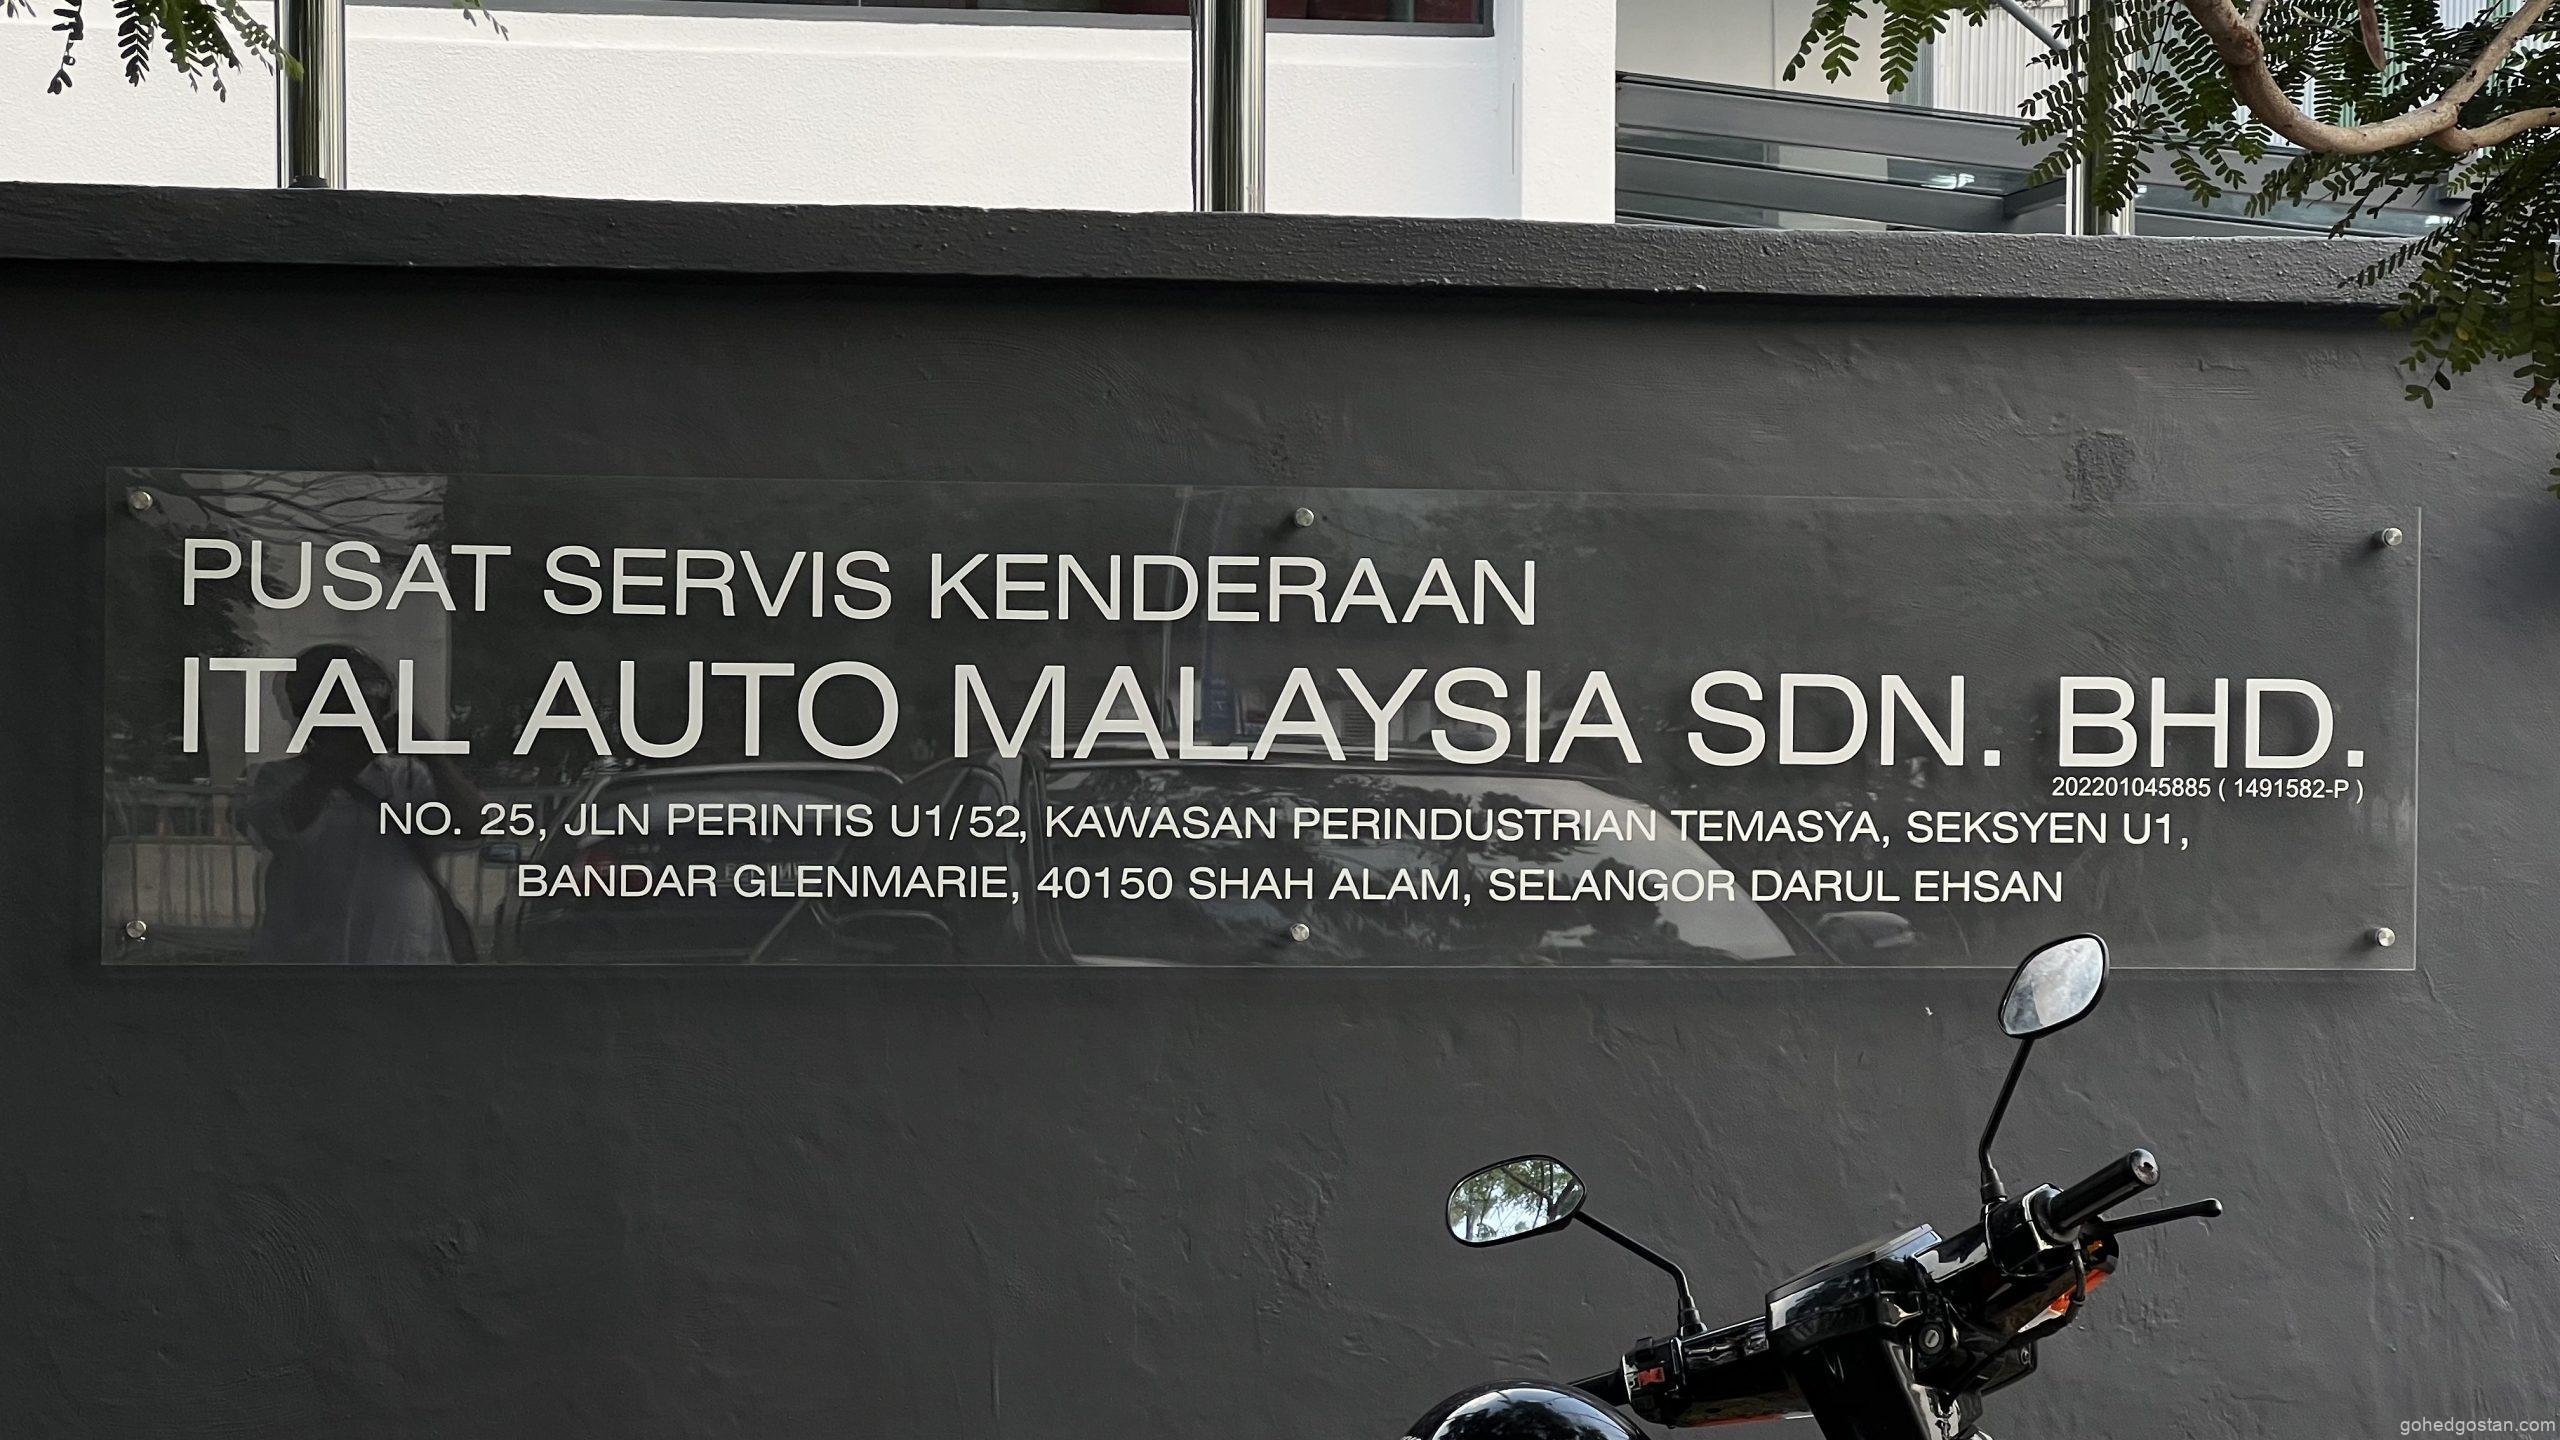 PUSAT SERVIS KENDERAAN
ITAL AUTO MALAYSIA SDN. BHD.
202201045885 ( 1491582-P )
NO. 25, JLN PERINTIS U1/52, KAWASAN PERINDUSTRIAN TEMASYA, SEKSYEN U1,
BANDAR GLENMARIE, 40150 SHAH ALAM, SELANGOR DARUL EHSAN
gohedgostan.com